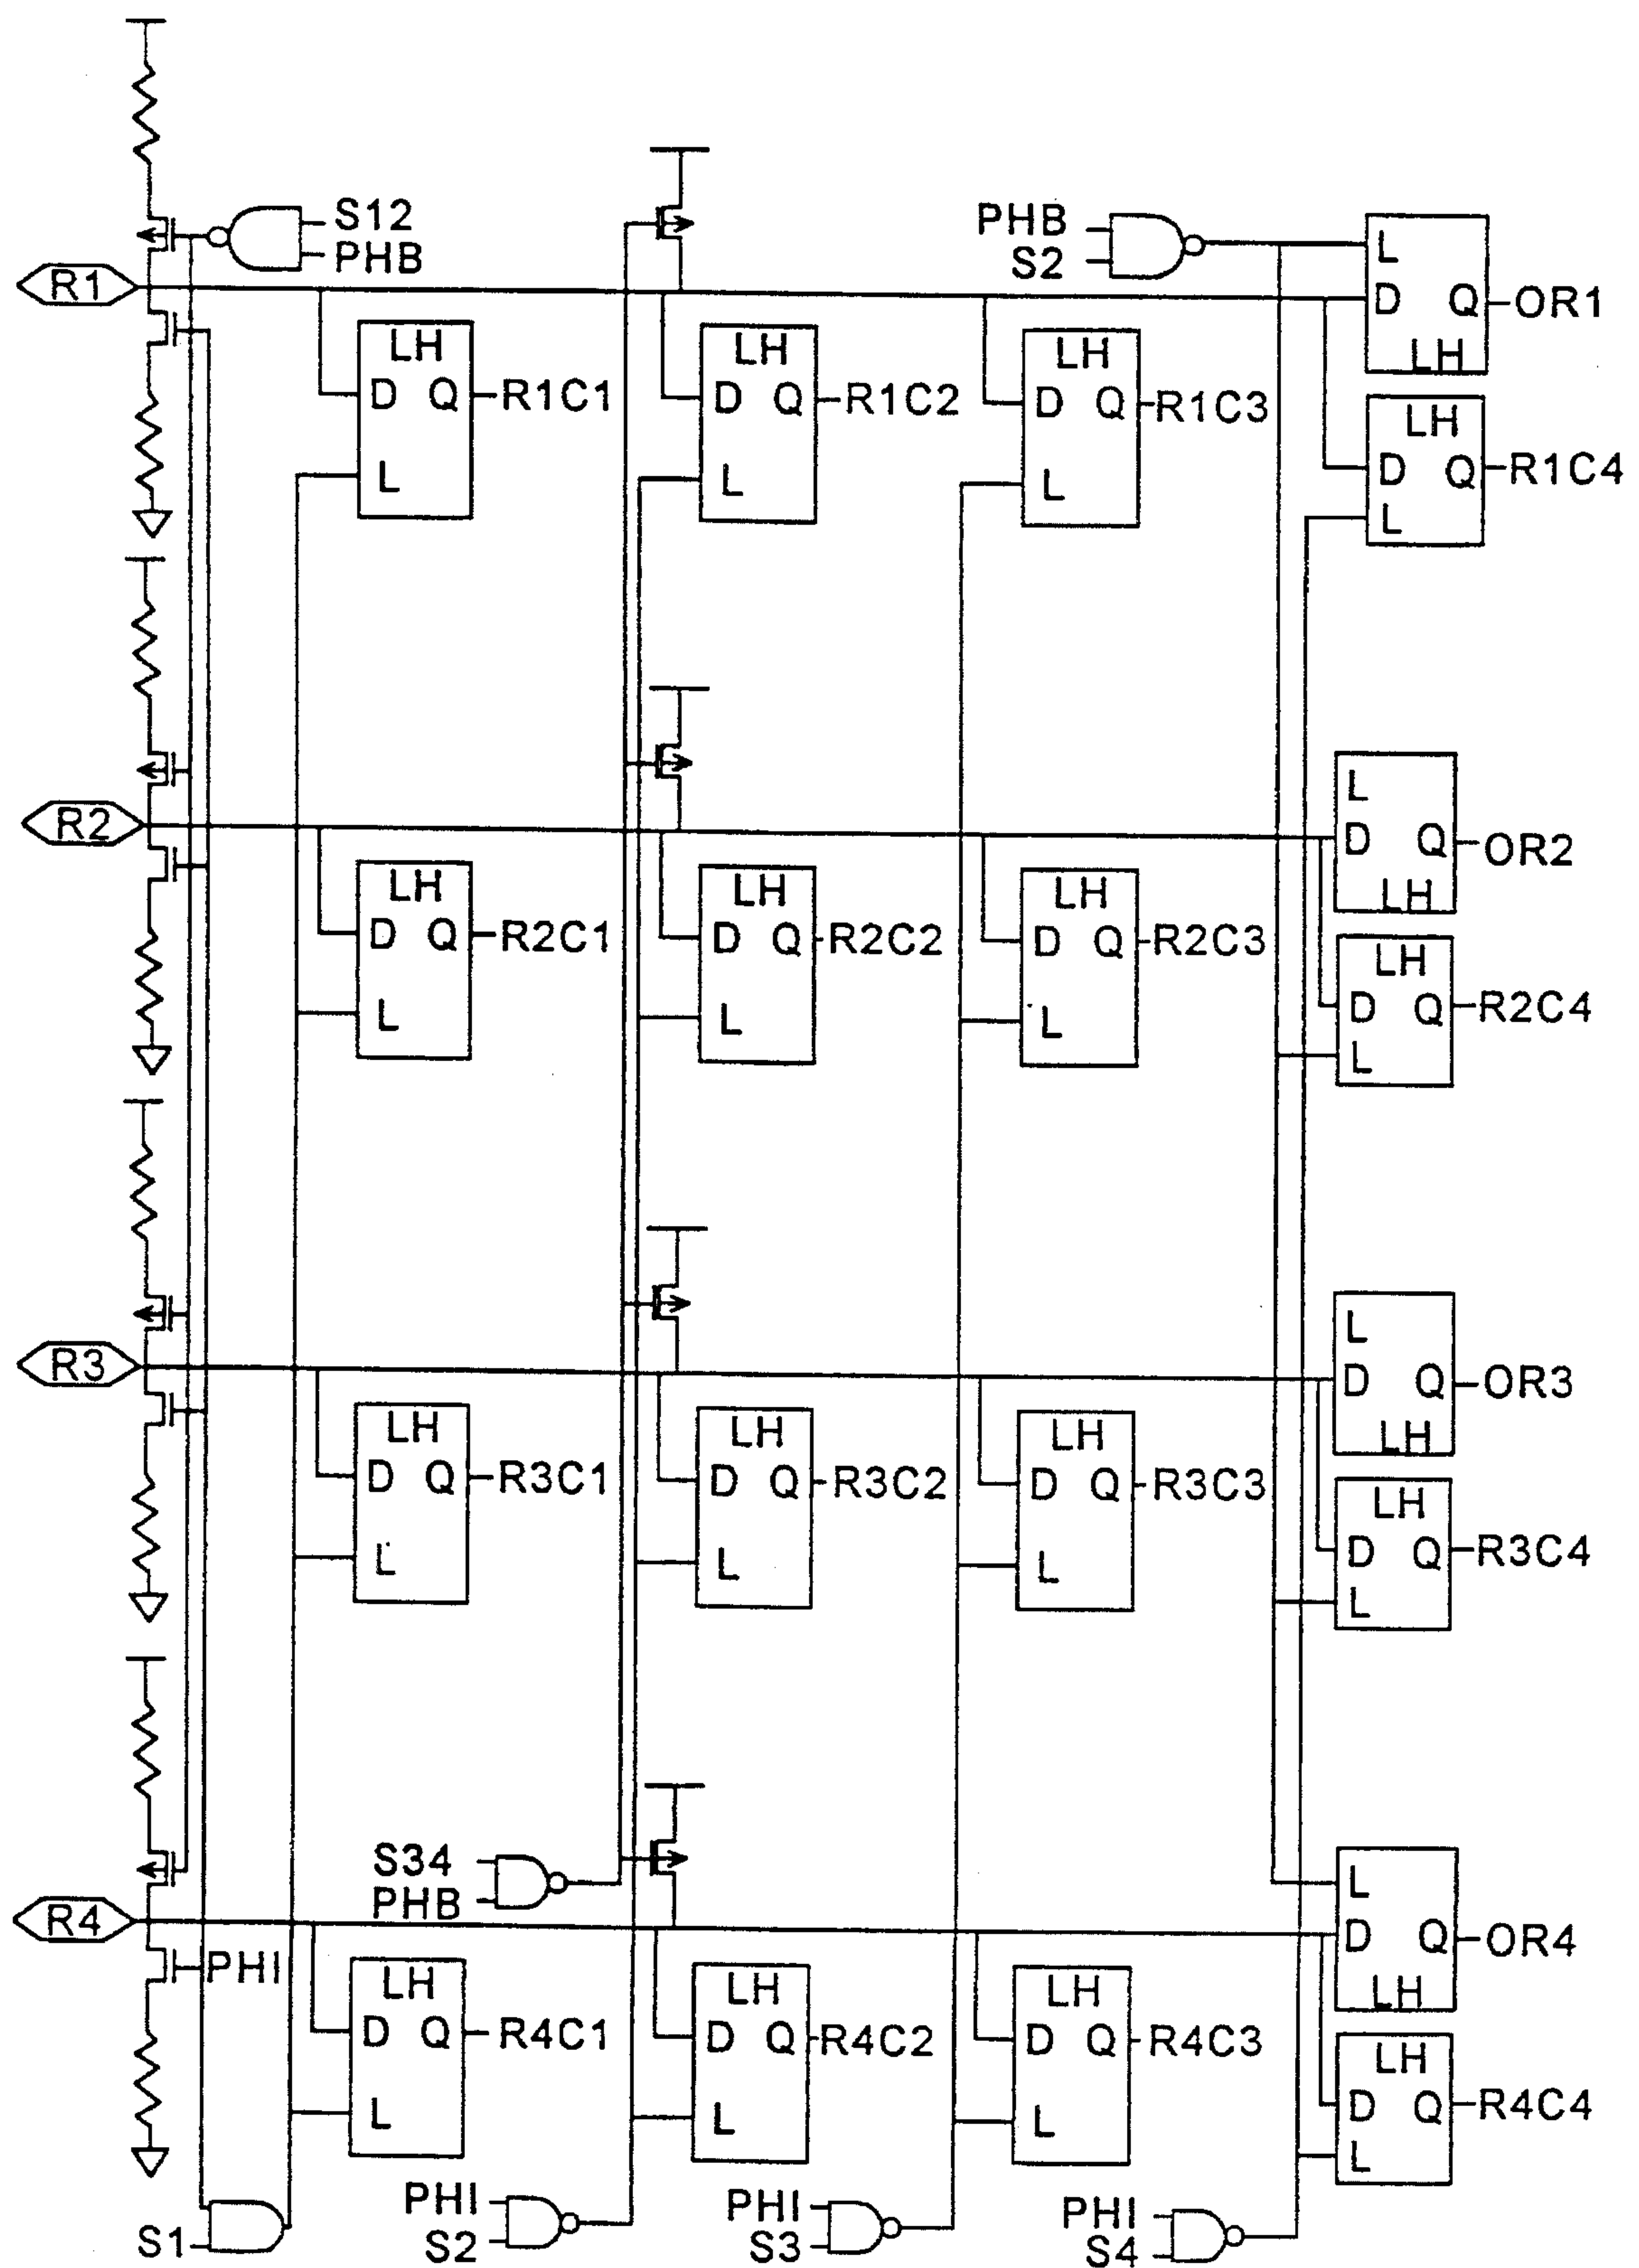 S12
PHB
PHB
S2
L
R1
D Q OR1
LH
LH
D Q R1C1
L
LH
D Q R1C2
L
LH
D Q R1C3
L
LH
D Q R1C4
L
L
R2
D Q OR2
LH
LH
D Q R2C1
L
LH
D Q R2C2
L
LH
D Q R2C3
L
LH
D Q R2C4
L
L
R3
D Q OR3
LH
LH
D Q R3C1
L
LH
D Q R3C2
L
LH
D Q R3C3
L
LH
D Q R3C4
L
S34
PHB
L
R4
D Q OR4
LH
PHI
LH
D Q R4C1
L
LH
D Q R4C2
L
LH
D Q R4C3
L
LH
D Q R4C4
L
S1
PHI
S2
PHI
S3
PHI
S4